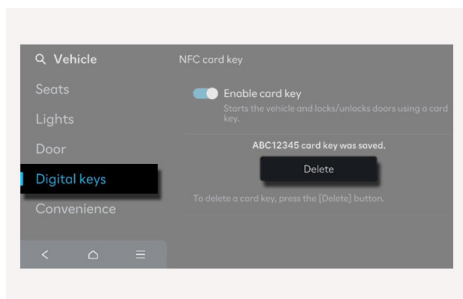 Vehicle
Seats
Lights
Door
Digital keys
Convenience
NFC card key
Enable card key
Starts the vehicle and locks/unlocks doors using a card
key.
ABC12345 card key was saved.
Delete
To delete a card key, press the [Delete] button.